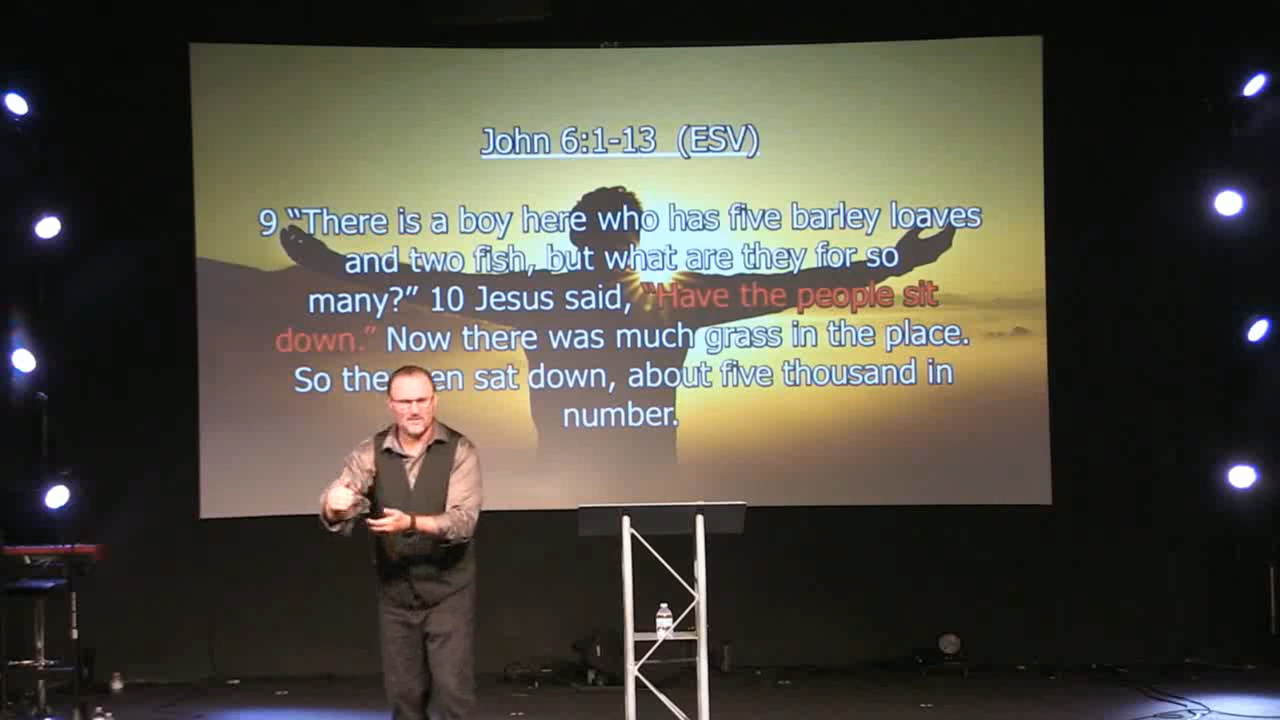 John 6:1-13 (ESV)
9 “There is a boy here who has five barley loaves
and two fish, but what are they for so
many?” 10 Jesus said, “Have the people sit
down.” Now there was much grass in the place.
So the en sat down, about five thousand in
number.